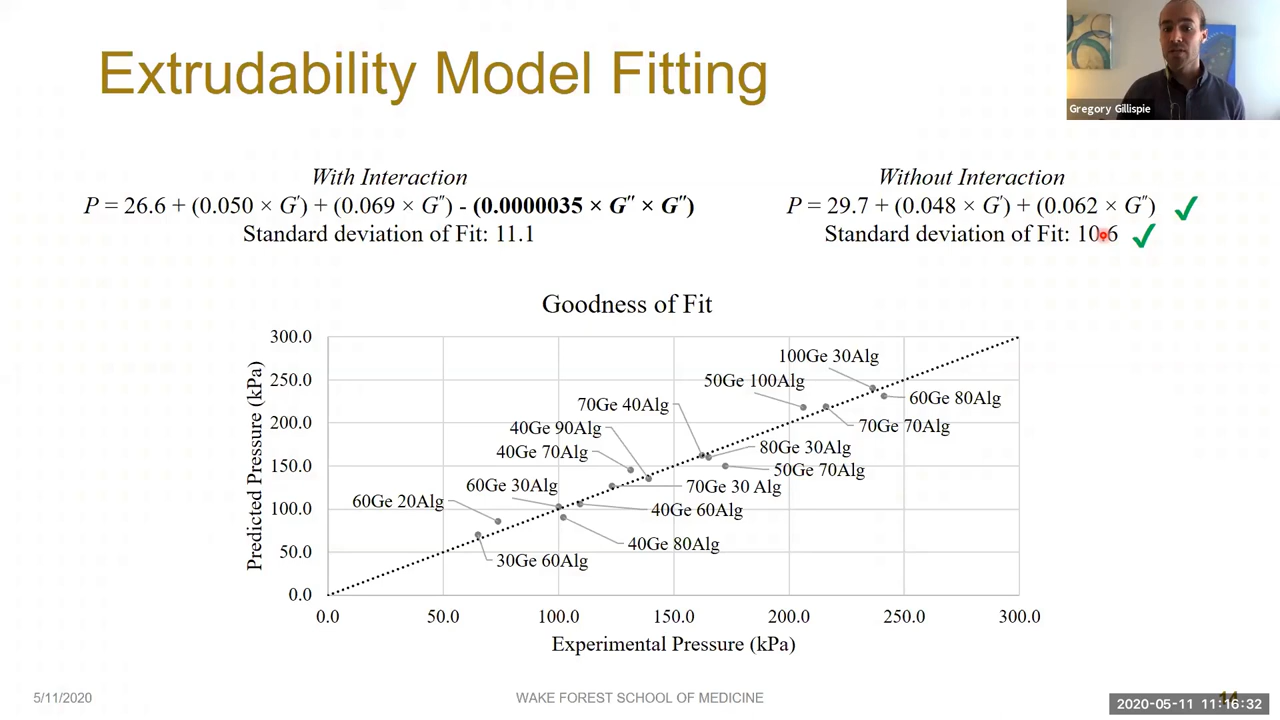 Extrudability Model Fitting
Gregory Gillispie
With Interaction
P = 26.6 + (0.050 × G′) + (0.069 × G″) - (0.0000035 × G″ × G″)
Standard deviation of Fit: 11.1
Without Interaction
P = 29.7 + (0.048 × G′) + (0.062 × G″)
Standard deviation of Fit: 10.6
Goodness of Fit
Predicted Pressure (kPa)
300.0
250.0
200.0
150.0
100.0
50.0
0.0
100Ge 30Alg
50Ge 100Alg
60Ge 80Alg
70Ge 40Alg
70Ge 70Alg
40Ge 90Alg
80Ge 30Alg
40Ge 70Alg
50Ge 70Alg
60Ge 30Alg
70Ge 30 Alg
60Ge 20Alg
40Ge 60Alg
40Ge 80Alg
30Ge 60Alg
0.0 50.0 100.0 150.0 200.0 250.0 300.0
Experimental Pressure (kPa)
5/11/2020
WAKE FOREST SCHOOL OF MEDICINE
2020-05-11 11:16:32